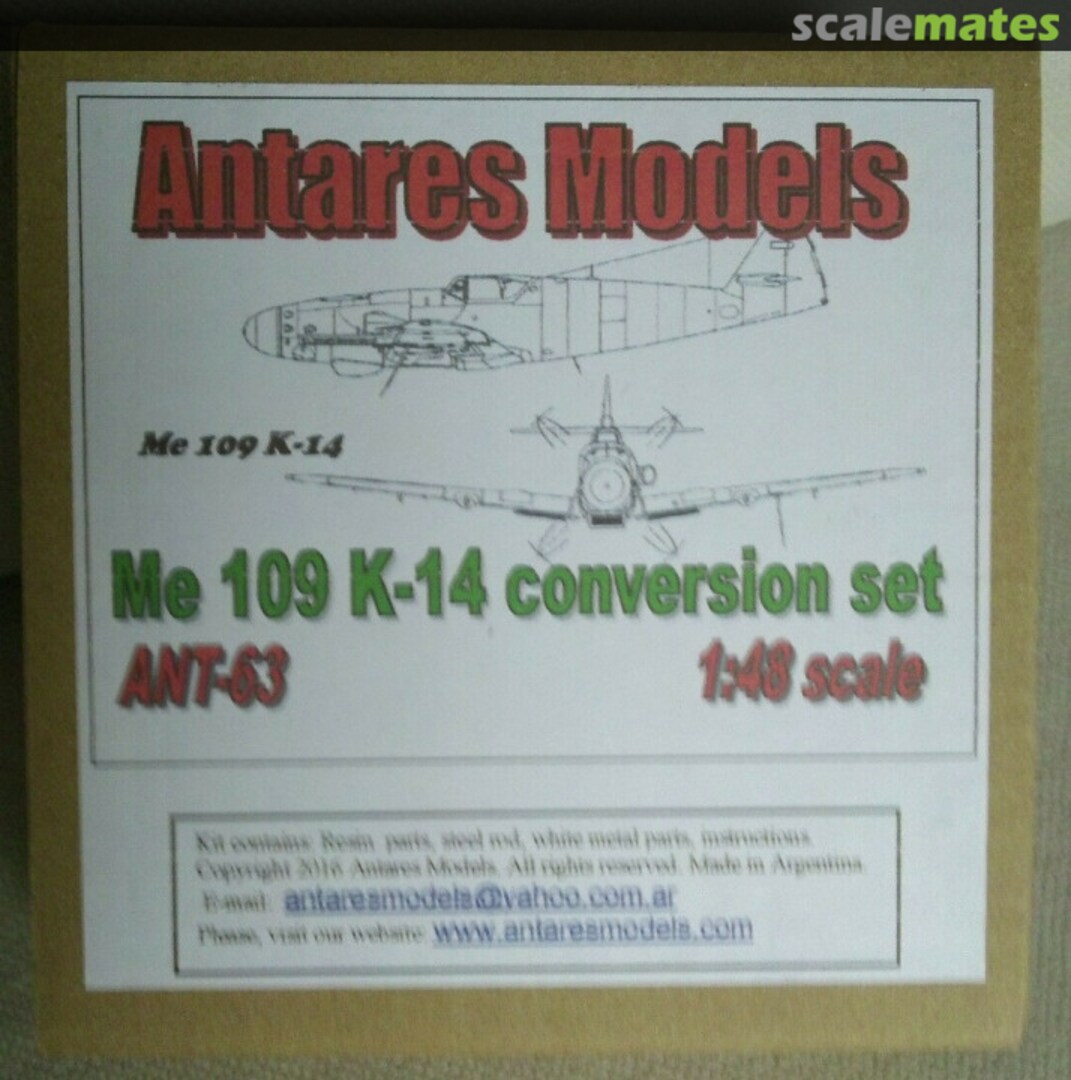 scalemates
Antares Models
Me 109 K-14
Me 109 K-14 conversion set
ANT-63 1:48 scale
Kit contains: Resin parts, steel rod, white metal parts, instructions.
Copyright 2016 Antares Models. All rights reserved. Made in Argentina.
E-mail: antaresmodels@yahoo.com.ar
Please, visit our website: www.antaresmodels.com